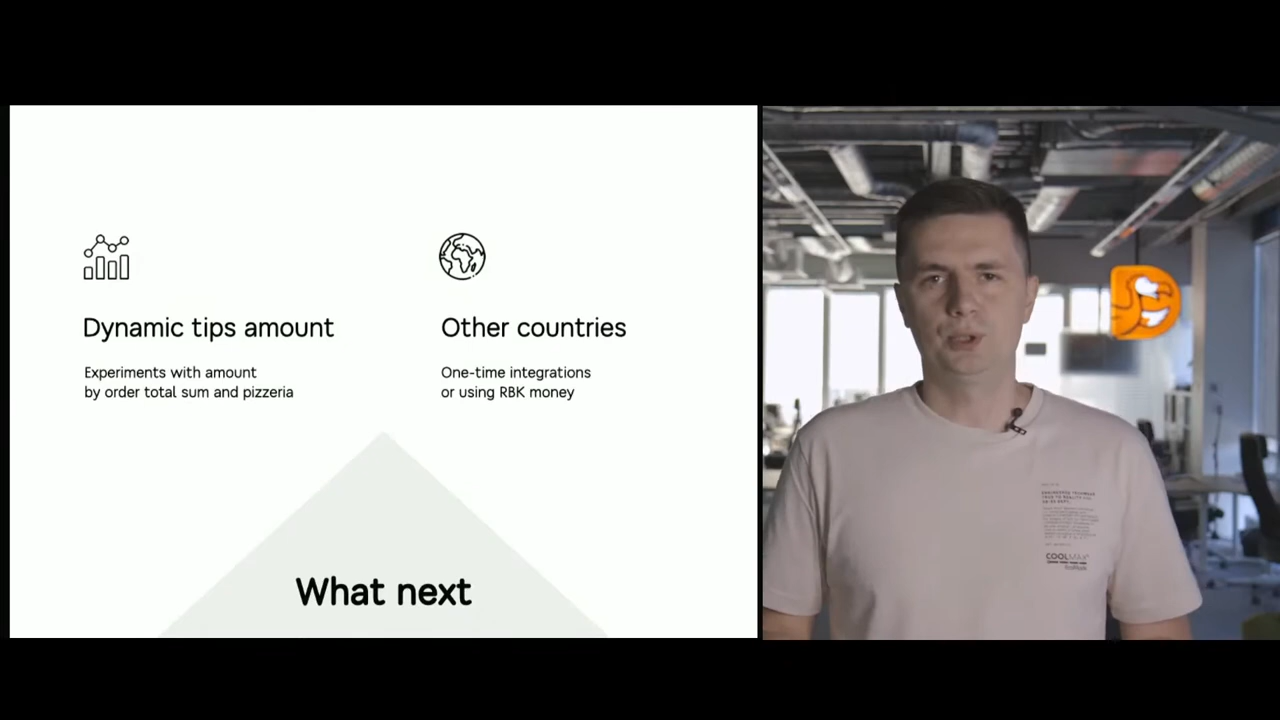 Dynamic tips amount
Experiments with amount
by order total sum and pizzeria
Other countries
One-time integrations
or using RBK money
What next
COOLMAX